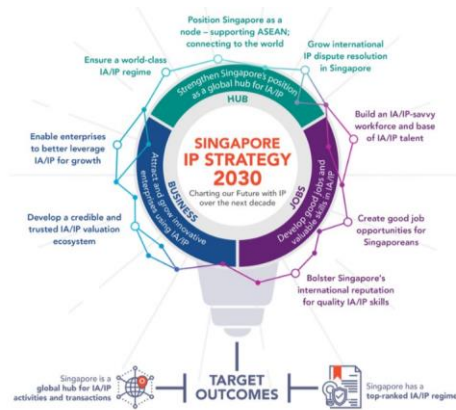 Position Singapore as a
node – supporting ASEAN;
connecting to the world
Ensure a world-class
IA/IP regime
Grow international
IP dispute resolution
in Singapore
Strengthen Singapore's position
as a global hub for IA/IP
HUB
Enable enterprises
to better leverage
IA/IP for growth
Build an IA/IP-savvy
workforce and base
of IA/IP talent
SINGAPORE
IP STRATEGY
2030
Charting our Future with IP
over the next decade
Attract and grow innovative
enterprises using IA/IP
BUSINESS
JOBS
Develop good jobs and
valuable skills in IA/IP
Develop a credible and
trusted IA/IP valuation
ecosystem
Create good job
opportunities for
Singaporeans
Bolster Singapore's
international reputation
for quality IA/IP skills
Singapore is a
global hub for IA/IP
activities and transactions
TARGET
OUTCOMES
Singapore has a
top-ranked IA/IP regime